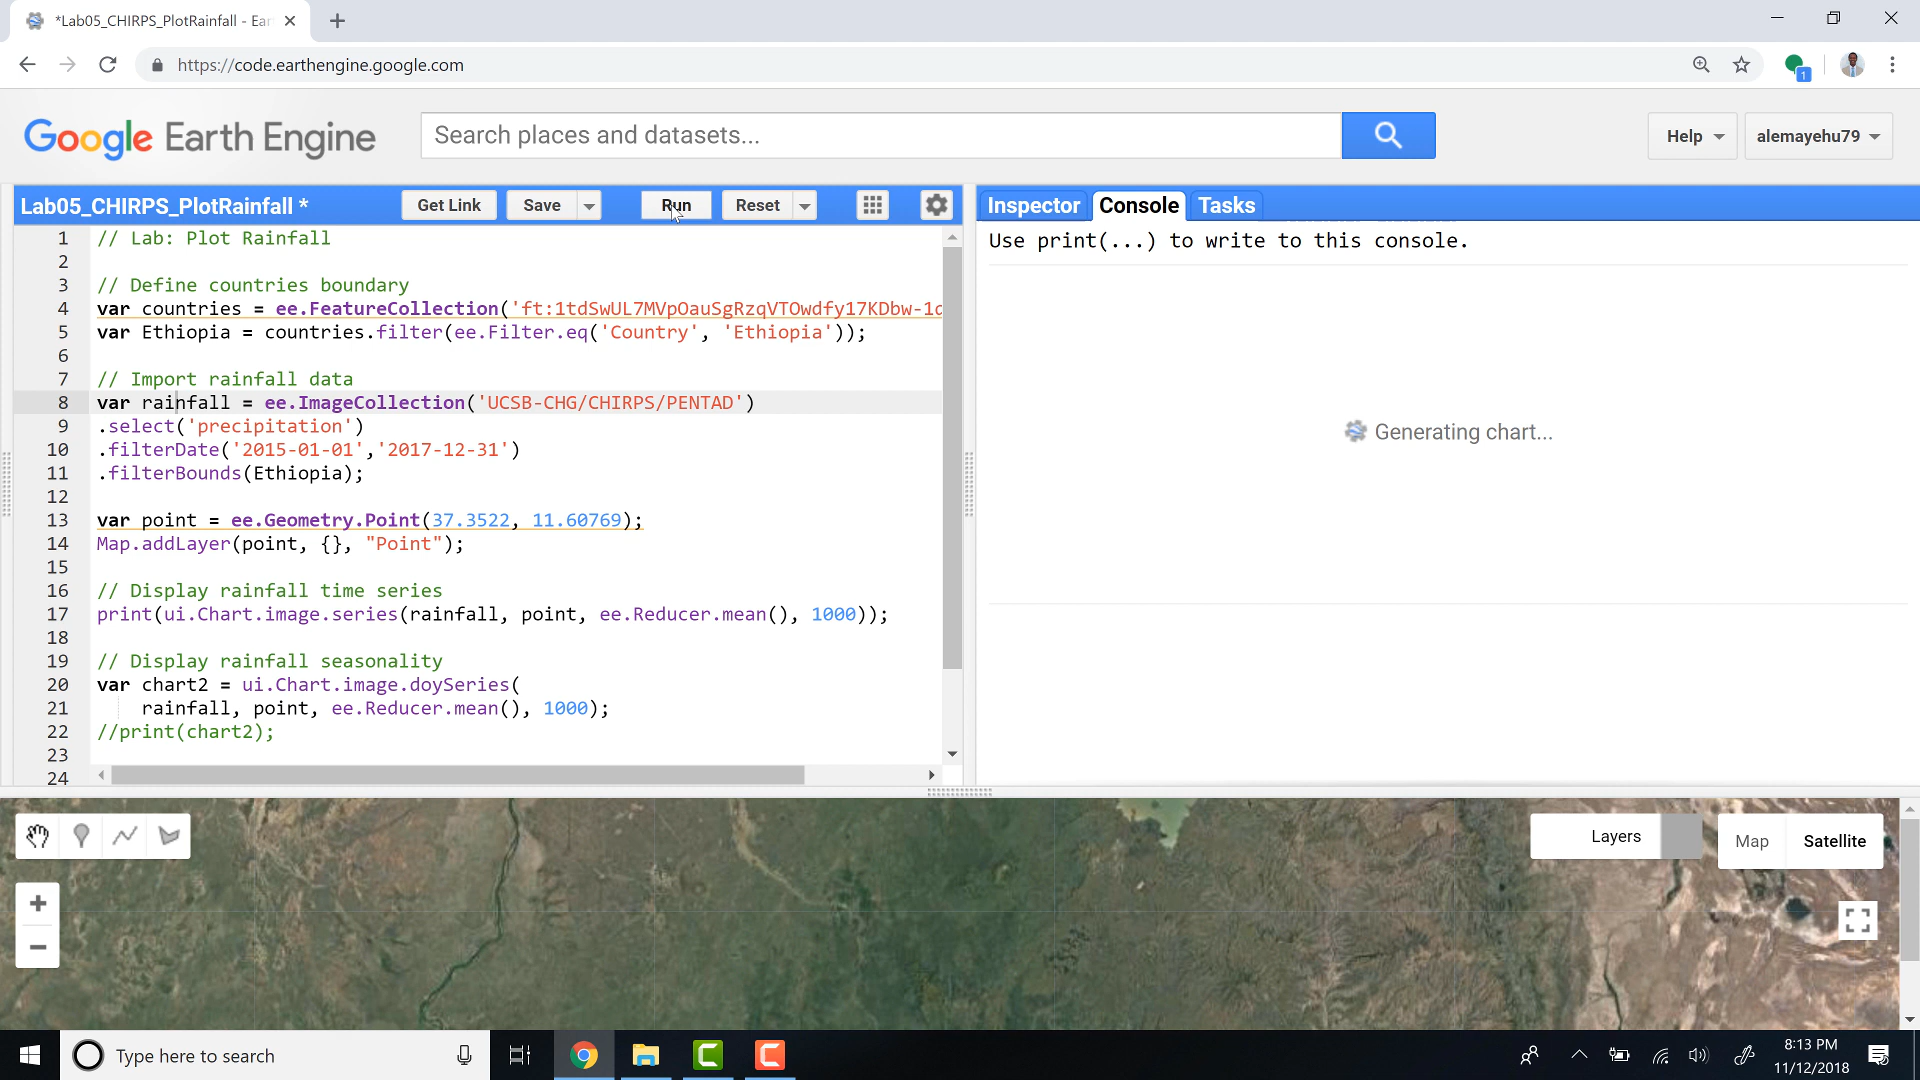 *Lab05_CHIRPS_PlotRainfall - Ear
https://code.earthengine.google.com
1
Google Earth Engine
Search places and datasets...
Help
alemayehu79
Lab05_CHIRPS_PlotRainfall *
Get Link
Save
Run
Reset
Inspector
Console
Tasks
Use print(...) to write to this console.
Generating chart...
1 // Lab: Plot Rainfall
2
3 // Define countries boundary
4 var countries = ee.FeatureCollection('ft:1tdSwUL7MVpOauSgRzqVTOwdfy17KDbw-1
5 var Ethiopia = countries.filter(ee.Filter.eq('Country', 'Ethiopia'));
6
7 // Import rainfall data
8 var rainfall = ee.ImageCollection('UCSB-CHG/CHIRPS/PENTAD')
9 .select('precipitation')
10 .filterDate('2015-01-01','2017-12-31')
11 .filterBounds(Ethiopia);
12
13 var point = ee.Geometry.Point(37.3522, 11.60769);
14 Map.addLayer(point, {}, "Point");
15
16 // Display rainfall time series
17 print(ui.Chart.image.series(rainfall, point, ee.Reducer.mean(), 1000));
18
19 // Display rainfall seasonality
20 var chart2 = ui.Chart.image.doySeries(
21 rainfall, point, ee.Reducer.mean(), 1000);
22 //print(chart2);
23
24
Layers
Map
Satellite
Type here to search
8:13 PM
11/12/2018